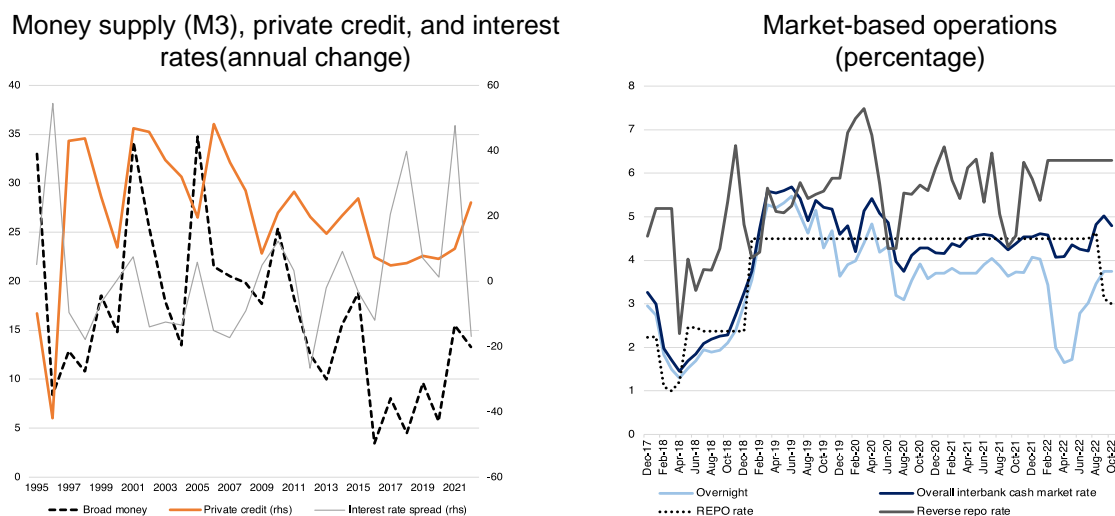 Money supply (M3), private credit, and interest
rates(annual change)
40
35
30
25
20
15
10
5
0
60
40
20
0
-20
-40
-60
1995 1997 1999 2001 2003 2005 2007 2009 2011 2013 2015 2017 2019 2021
Broad money Private credit (rhs) Interest rate spread (rhs)
Market-based operations
(percentage)
8
7
6
5
4
3
2
1
0
Dec-17
Feb-18
Apr-18
Jun-18
Aug-18
Oct-18
Dec-18
Feb-19
Apr-19
Jun-19
Aug-19
Oct-19
Dec-19
Feb-20
Apr-20
Jun-20
Aug-20
Oct-20
Dec-20
Feb-21
Apr-21
Jun-21
Aug-21
Oct-21
Dec-21
Feb-22
Apr-22
Jun-22
Aug-22
Oct-22
Overnight Overall interbank cash market rate
REPO rate Reverse repo rate